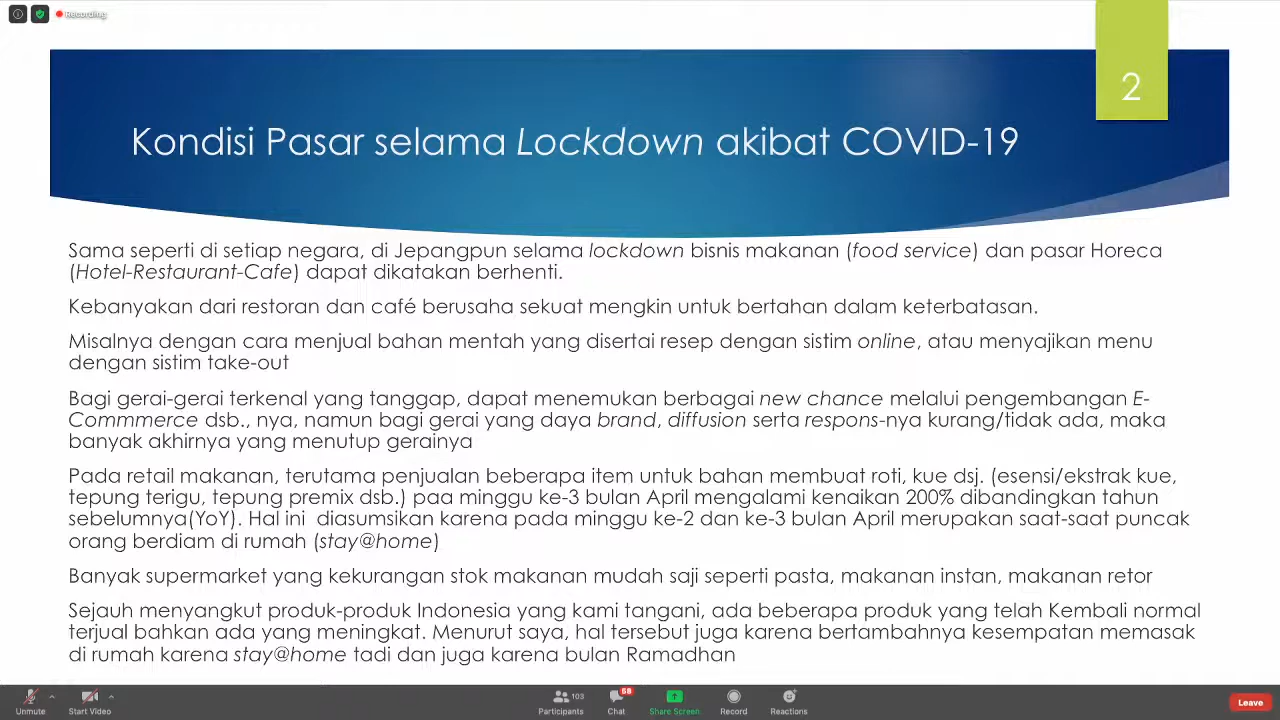 Recording
2
Kondisi Pasar selama Lockdown akibat COVID-19
Sama seperti di setiap negara, di Jepangpun selama lockdown bisnis makanan (food service) dan pasar Horeca
(Hotel-Restaurant-Cafe) dapat dikatakan berhenti.
Kebanyakan dari restoran dan café berusaha sekuat mengkin untuk bertahan dalam keterbatasan.
Misalnya dengan cara menjual bahan mentah yang disertai resep dengan sistim online, atau menyajikan menu
dengan sistim take-out
Bagi gerai-gerai terkenal yang tanggap, dapat menemukan berbagai new chance melalui pengembangan E-
Commmerce dsb., nya, namun bagi gerai yang daya brand, diffusion serta respons-nya kurang/tidak ada, maka
banyak akhirnya yang menutup gerainya
Pada retail makanan, terutama penjualan beberapa item untuk bahan membuat roti, kue dsj. (esensi/ekstrak kue,
tepung terigu, tepung premix dsb.) paa minggu ke-3 bulan April mengalami kenaikan 200% dibandingkan tahun
sebelumnya(YoY). Hal ini  diasumsikan karena pada minggu ke-2 dan ke-3 bulan April merupakan saat-saat puncak
orang berdiam di rumah (stay@home)
Banyak supermarket yang kekurangan stok makanan mudah saji seperti pasta, makanan instan, makanan retor
Sejauh menyangkut produk-produk Indonesia yang kami tangani, ada beberapa produk yang telah Kembali normal
terjual bahkan ada yang meningkat. Menurut saya, hal tersebut juga karena bertambahnya kesempatan memasak
di rumah karena stay@home tadi dan juga karena bulan Ramadhan
Unmute
Start Video
103
Participants
58
Chat
Share Screen
Record
Reactions
Leave